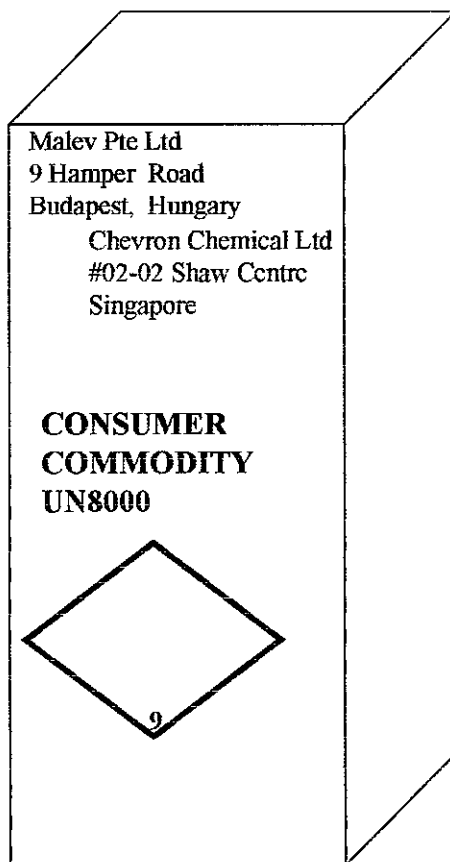 Malev Pte Ltd
9 Hamper Road
Budapest, Hungary
Chevron Chemical Ltd
#02-02 Shaw Centre
Singapore
CONSUMER
COMMODITY
UN8000
9